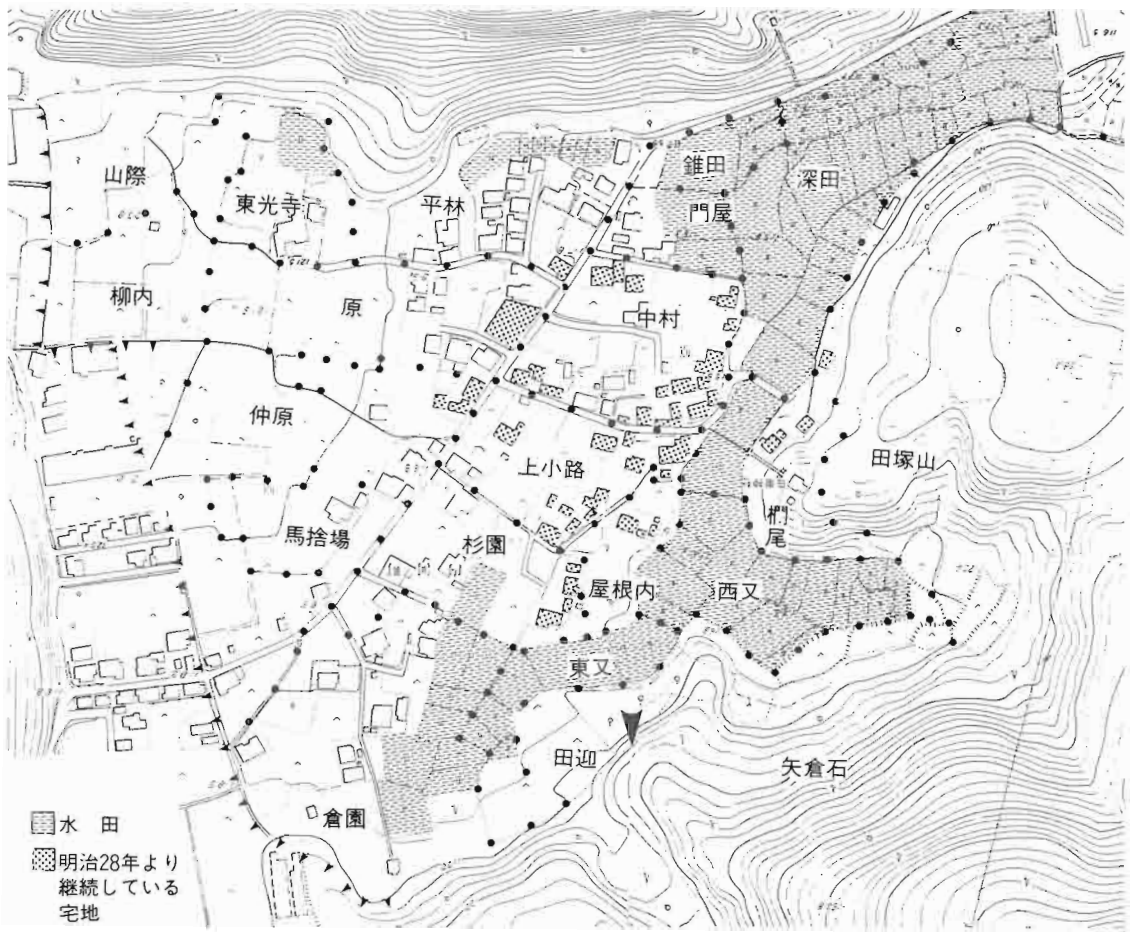 錐田
深田
山際
東光寺
平林
門屋
柳内
原
中村
仲原
上小路
田塚山
馬捨場
杉園
椚尾
屋根内
西又
東又
田迎
矢倉石
倉園
水 田
明治28年より
継続している
宅地